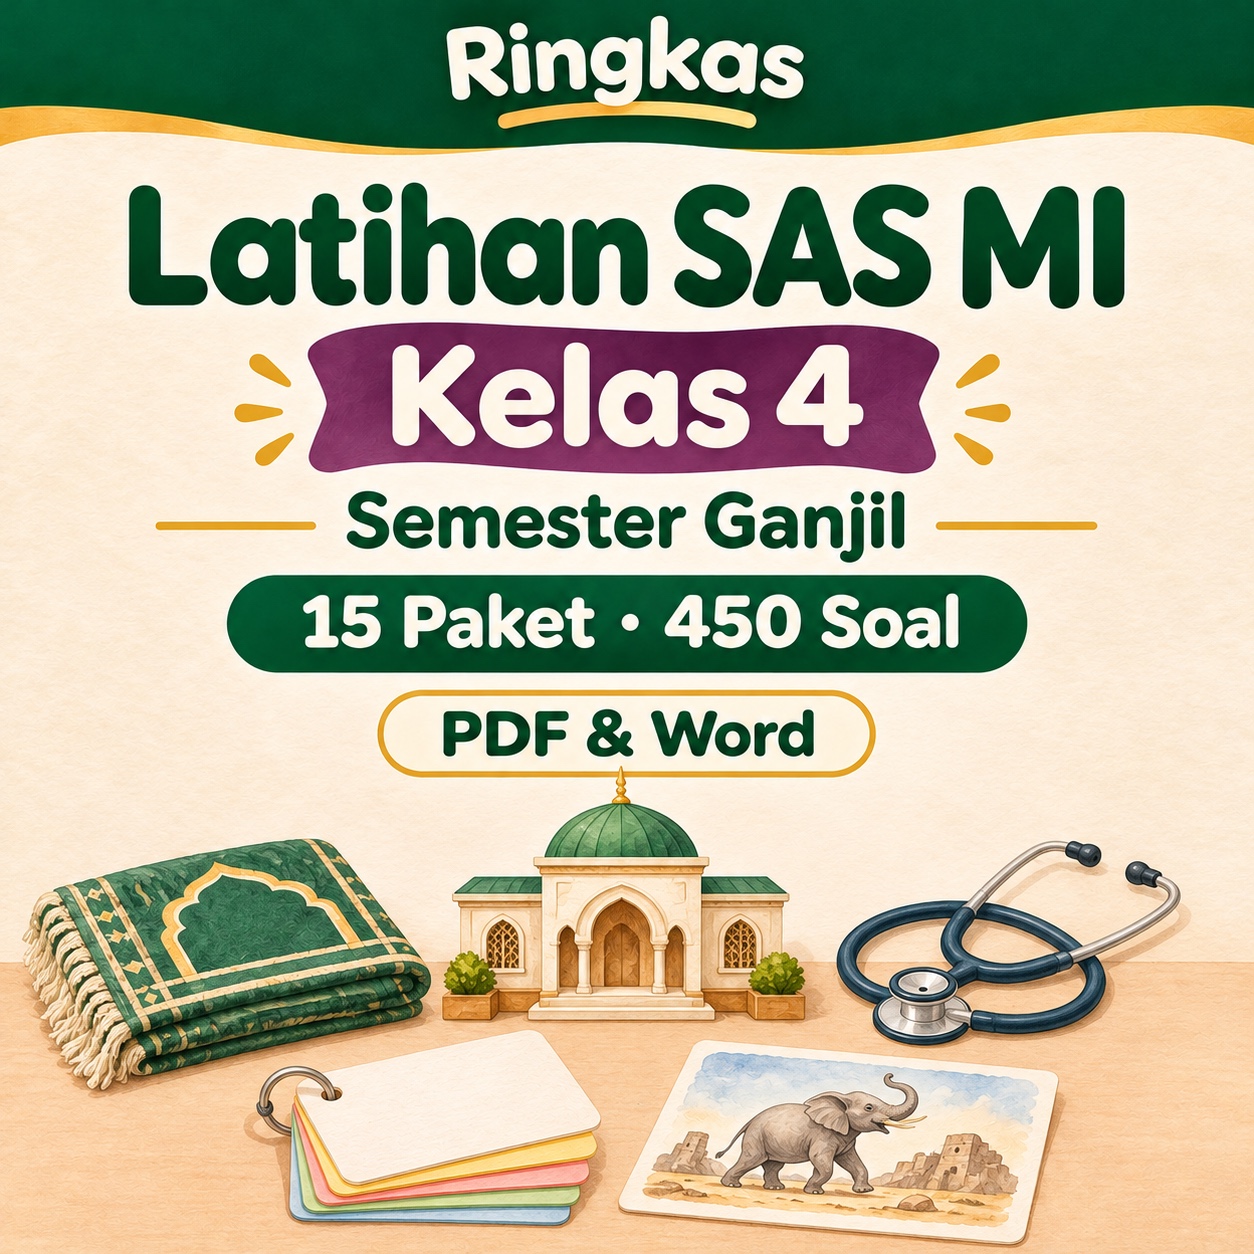 Ringkas
Latihan SAS MI
Kelas 4
Semester Ganjil
15 Paket • 450 Soal
PDF & Word